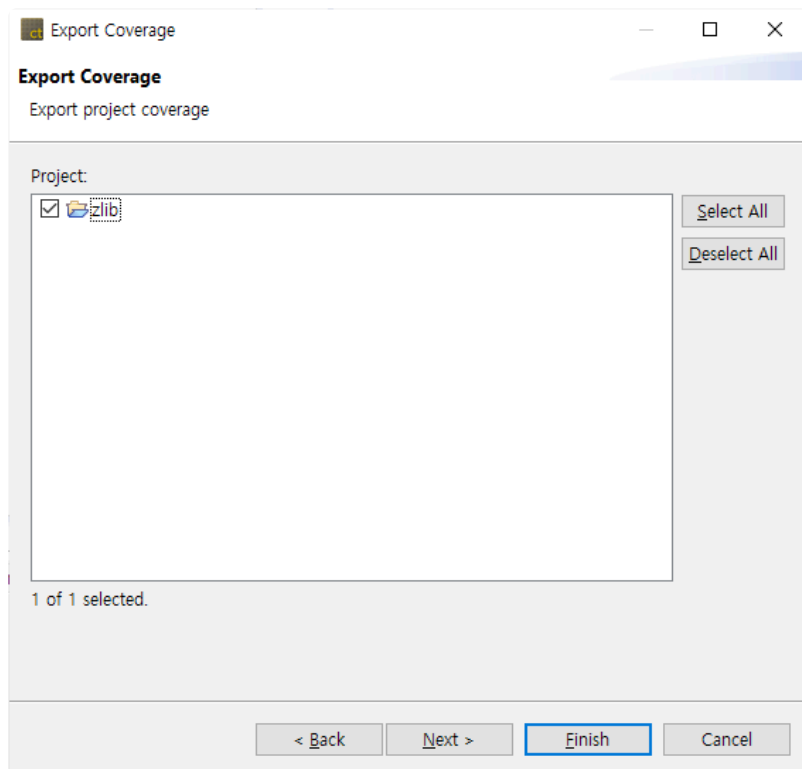 ct Export Coverage
Export Coverage
Export project coverage
Project:
zlib
Select All
Deselect All
1 of 1 selected.
< Back
Next >
Finish
Cancel